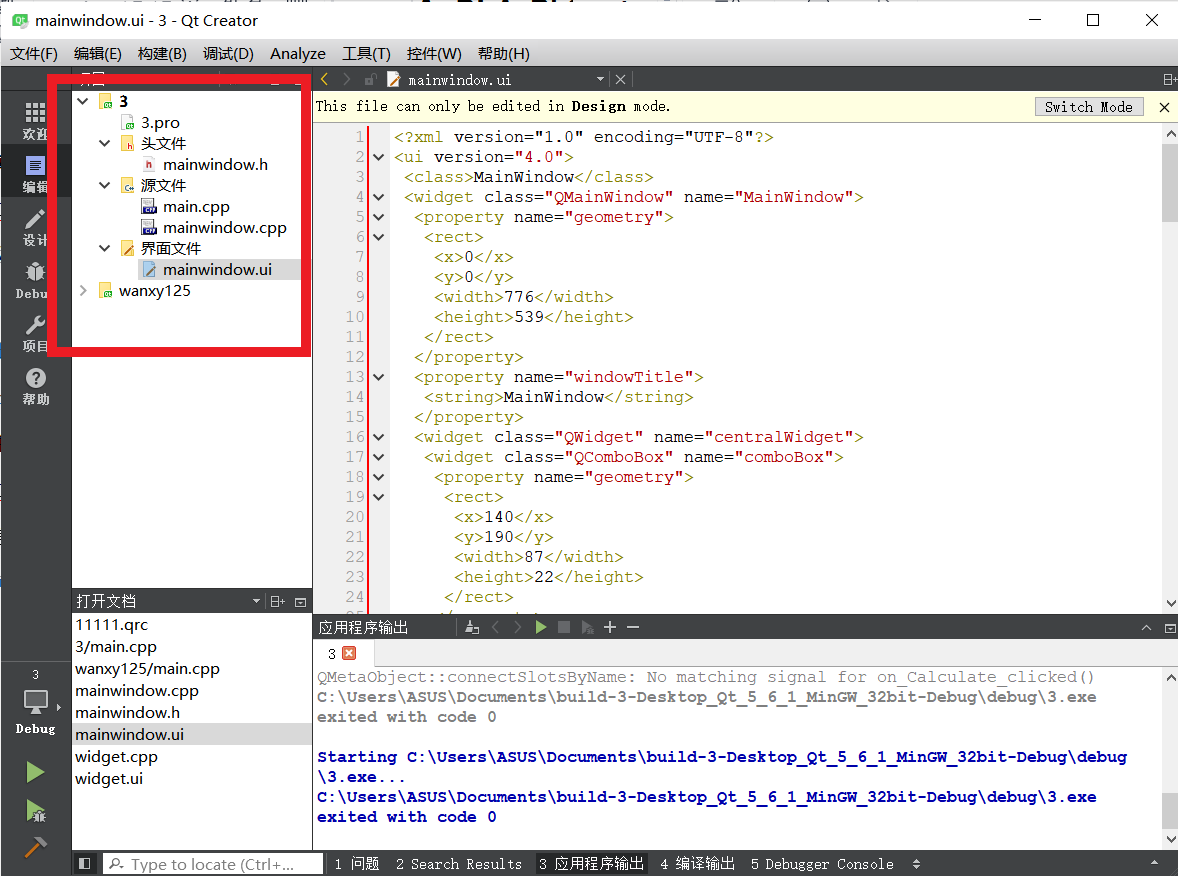 mainwindow.ui - 3 - Qt Creator
文件(F) 编辑(E) 构建(B) 调试(D) Analyze 工具(T) 控件(W) 帮助(H)
mainwindow.ui
This file can only be edited in Design mode. Switch Mode
欢迎
编辑
设计
Debu
项目
帮助
3
3.pro
头文件
mainwindow.h
源文件
main.cpp
mainwindow.cpp
界面文件
mainwindow.ui
wanxy125
1 <?xml version="1.0" encoding="UTF-8"?>
2 <ui version="4.0">
3 <class>MainWindow</class>
4 <widget class="QMainWindow" name="MainWindow">
5 <property name="geometry">
6 <rect>
7 <x>0</x>
8 <y>0</y>
9 <width>776</width>
10 <height>539</height>
11 </rect>
12 </property>
13 <property name="windowTitle">
14 <string>MainWindow</string>
15 </property>
16 <widget class="QWidget" name="centralWidget">
17 <widget class="QComboBox" name="comboBox">
18 <property name="geometry">
19 <rect>
20 <x>140</x>
21 <y>190</y>
22 <width>87</width>
23 <height>22</height>
24 </rect>
打开文档
11111.qrc
3/main.cpp
wanxy125/main.cpp
mainwindow.cpp
mainwindow.h
mainwindow.ui
widget.cpp
widget.ui
3
Debug
应用程序输出
3
QMetaObject::connectSlotsByName: No matching signal for on_Calculate_clicked()
C:\Users\ASUS\Documents\build-3-Desktop_Qt_5_6_1_MinGW_32bit-Debug\debug\3.exe
exited with code 0
Starting C:\Users\ASUS\Documents\build-3-Desktop_Qt_5_6_1_MinGW_32bit-Debug\debug
\3.exe...
C:\Users\ASUS\Documents\build-3-Desktop_Qt_5_6_1_MinGW_32bit-Debug\debug\3.exe
exited with code 0
Type to locate (Ctrl+... 1 问题 2 Search Results 3 应用程序输出 4 编译输出 5 Debugger Console